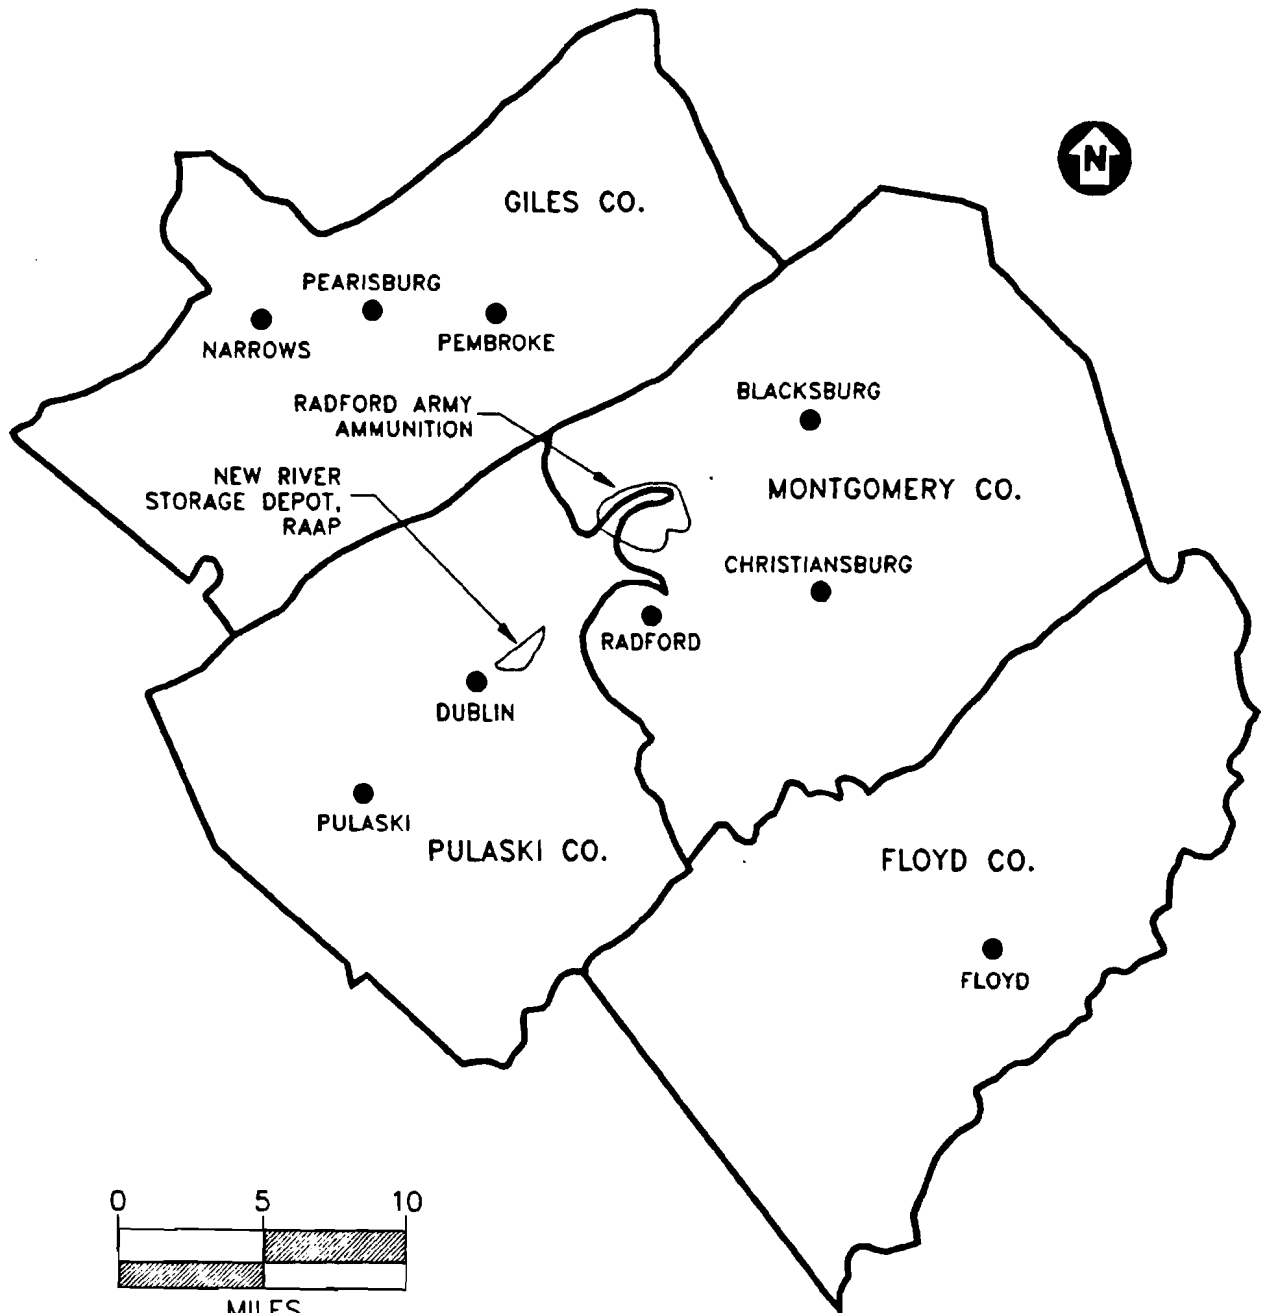 N
GILES CO.
PEARISBURG
NARROWS
PEMBROKE
RADFORD ARMY
AMMUNITION
BLACKSBURG
NEW RIVER
STORAGE DEPOT,
RAAP
MONTGOMERY CO.
CHRISTIANSBURG
RADFORD
DUBLIN
PULASKI
PULASKI CO.
FLOYD CO.
FLOYD
0 5 10
MILES